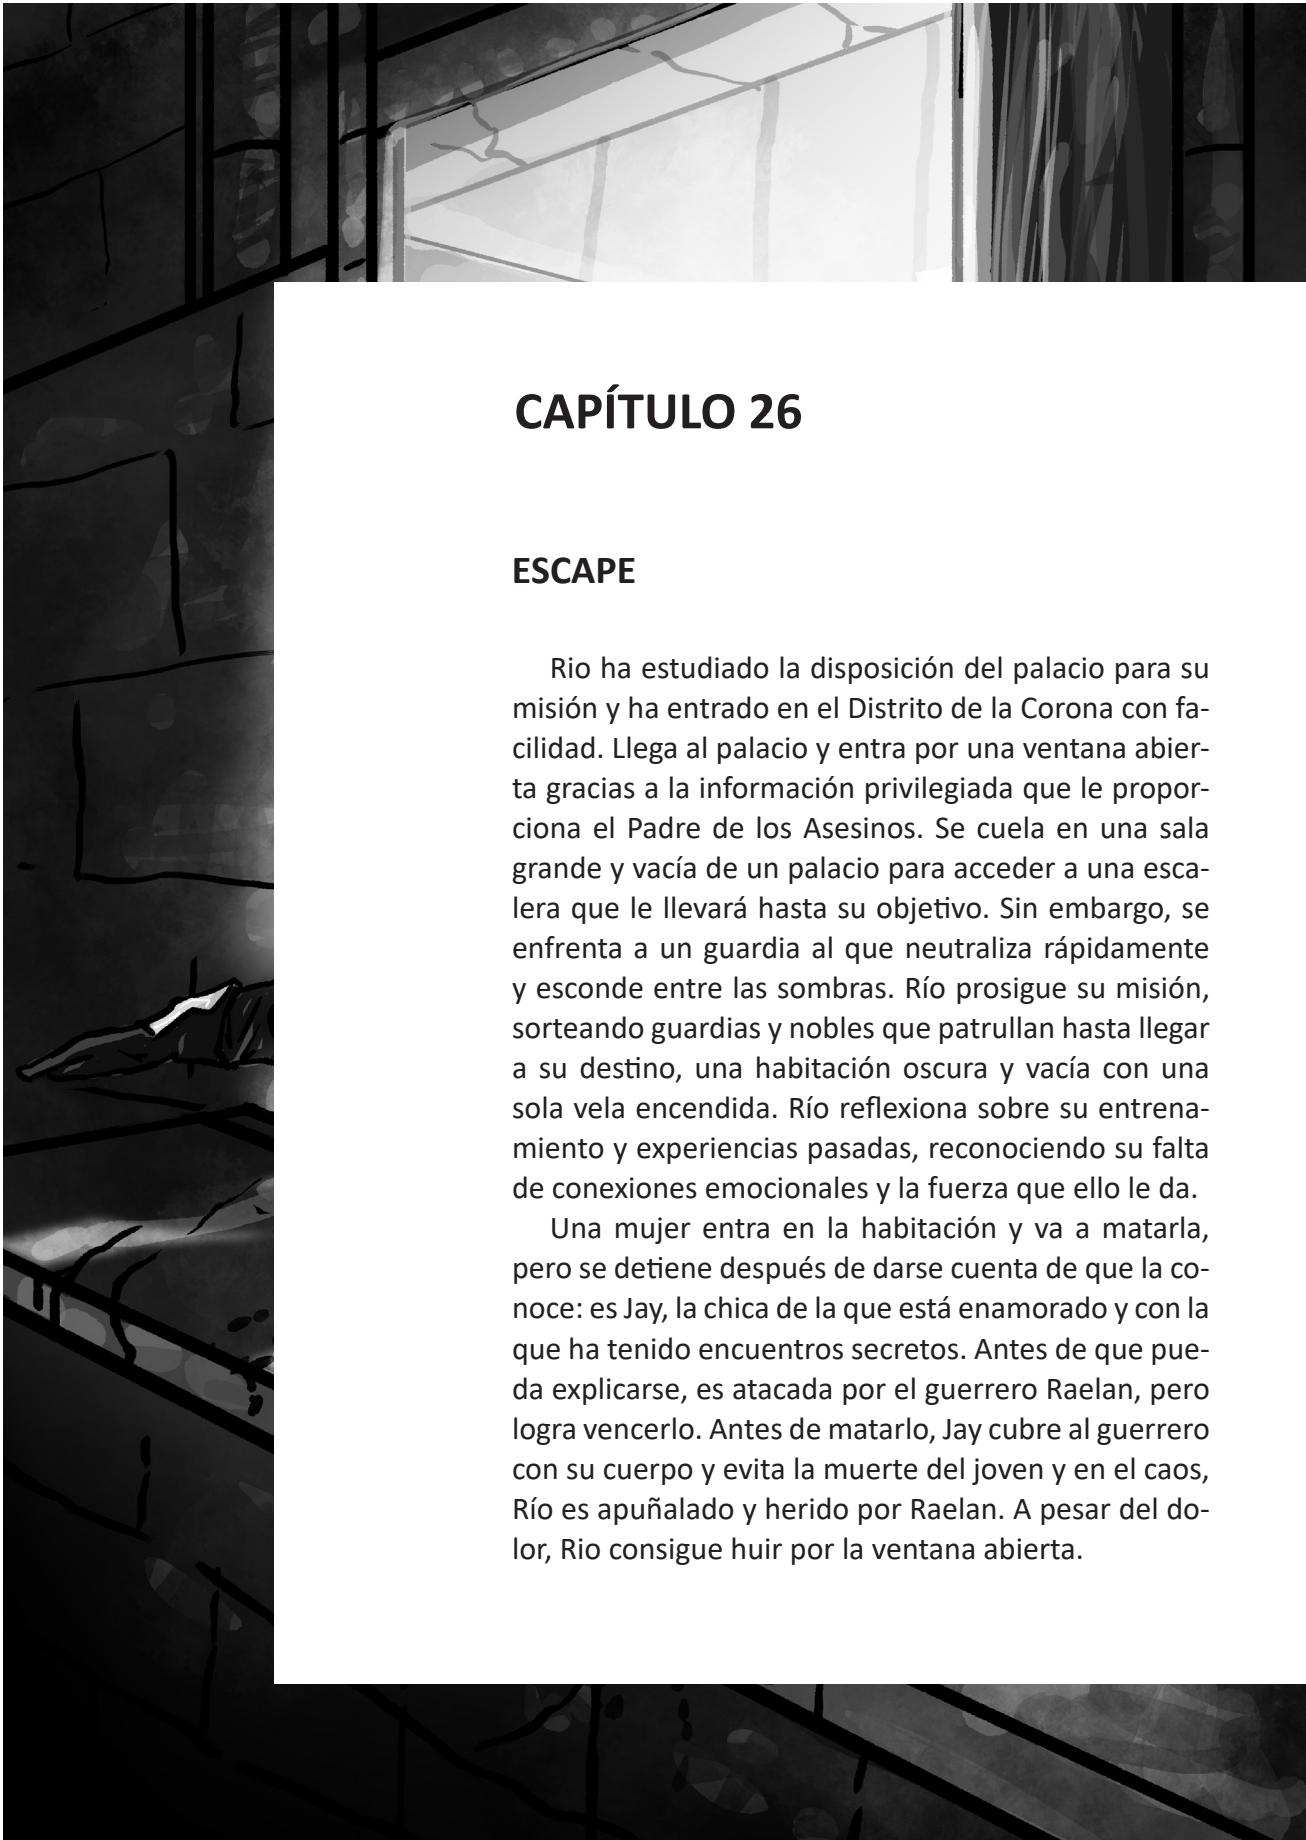 CAPÍTULO 26
ESCAPE
Rio ha estudiado la disposición del palacio para su
misión y ha entrado en el Distrito de la Corona con fa-
cilidad. Llega al palacio y entra por una ventana abier-
ta gracias a la información privilegiada que le propor-
ciona el Padre de los Asesinos. Se cuela en una sala
grande y vacía de un palacio para acceder a una esca-
lera que le llevará hasta su objetivo. Sin embargo, se
enfrenta a un guardia al que neutraliza rápidamente
y esconde entre las sombras. Río prosigue su misión,
sorteando guardias y nobles que patrullan hasta llegar
a su destino, una habitación oscura y vacía con una
sola vela encendida. Río reflexiona sobre su entrena-
miento y experiencias pasadas, reconociendo su falta
de conexiones emocionales y la fuerza que ello le da.
Una mujer entra en la habitación y va a matarla,
pero se detiene después de darse cuenta de que la co-
noce: es Jay, la chica de la que está enamorado y con la
que ha tenido encuentros secretos. Antes de que pue-
da explicarse, es atacada por el guerrero Raelan, pero
logra vencerlo. Antes de matarlo, Jay cubre al guerrero
con su cuerpo y evita la muerte del joven y en el caos,
Río es apuñalado y herido por Raelan. A pesar del do-
lor, Rio consigue huir por la ventana abierta.